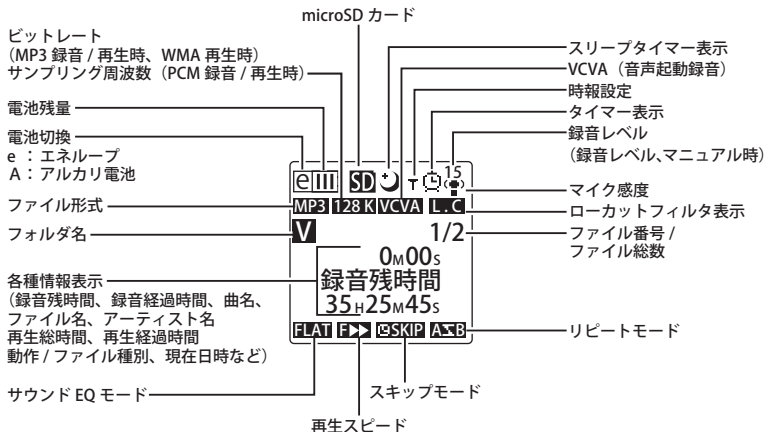 microSD カード
ビットレート
(MP3 録音 / 再生時、WMA 再生時)
サンプリング周波数（PCM 録音 / 再生時）
電池残量
電池切換
e ：エネループ
A：アルカリ電池
ファイル形式
フォルダ名
各種情報表示
（録音残時間、録音経過時間、曲名、
ファイル名、アーティスト名
再生総時間、再生経過時間
動作 / ファイル種別、現在日時など）
サウンド EQ モード
スリープタイマー表示
VCVA（音声起動録音）
時報設定
タイマー表示
録音レベル
（録音レベル、マニュアル時）
マイク感度
ローカットフィルタ表示
ファイル番号 /
ファイル総数
リピートモード
スキップモード
再生スピード
e SD T 15
MP3 128 K VCVA L.C
V 1/2
0M00s
録音残時間
35H25M45s
FLAT F SKIP A B